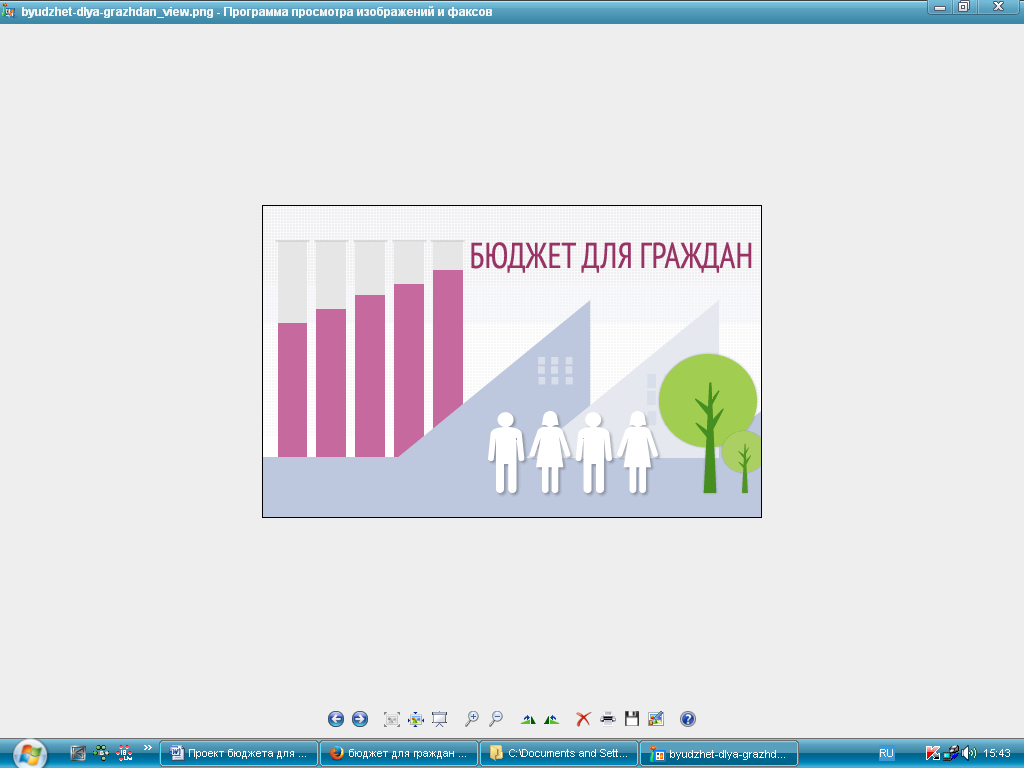 byudzhet-dlya-grazhdan_view.png - Программа просмотра изображений и факсов
БЮДЖЕТ ДЛЯ ГРАЖДАН
»
Проект бюджета для ...
бюджет для граждан ...
C:\Documents and Sett...
byudzhet-dlya-grazhd...
RU
15:43